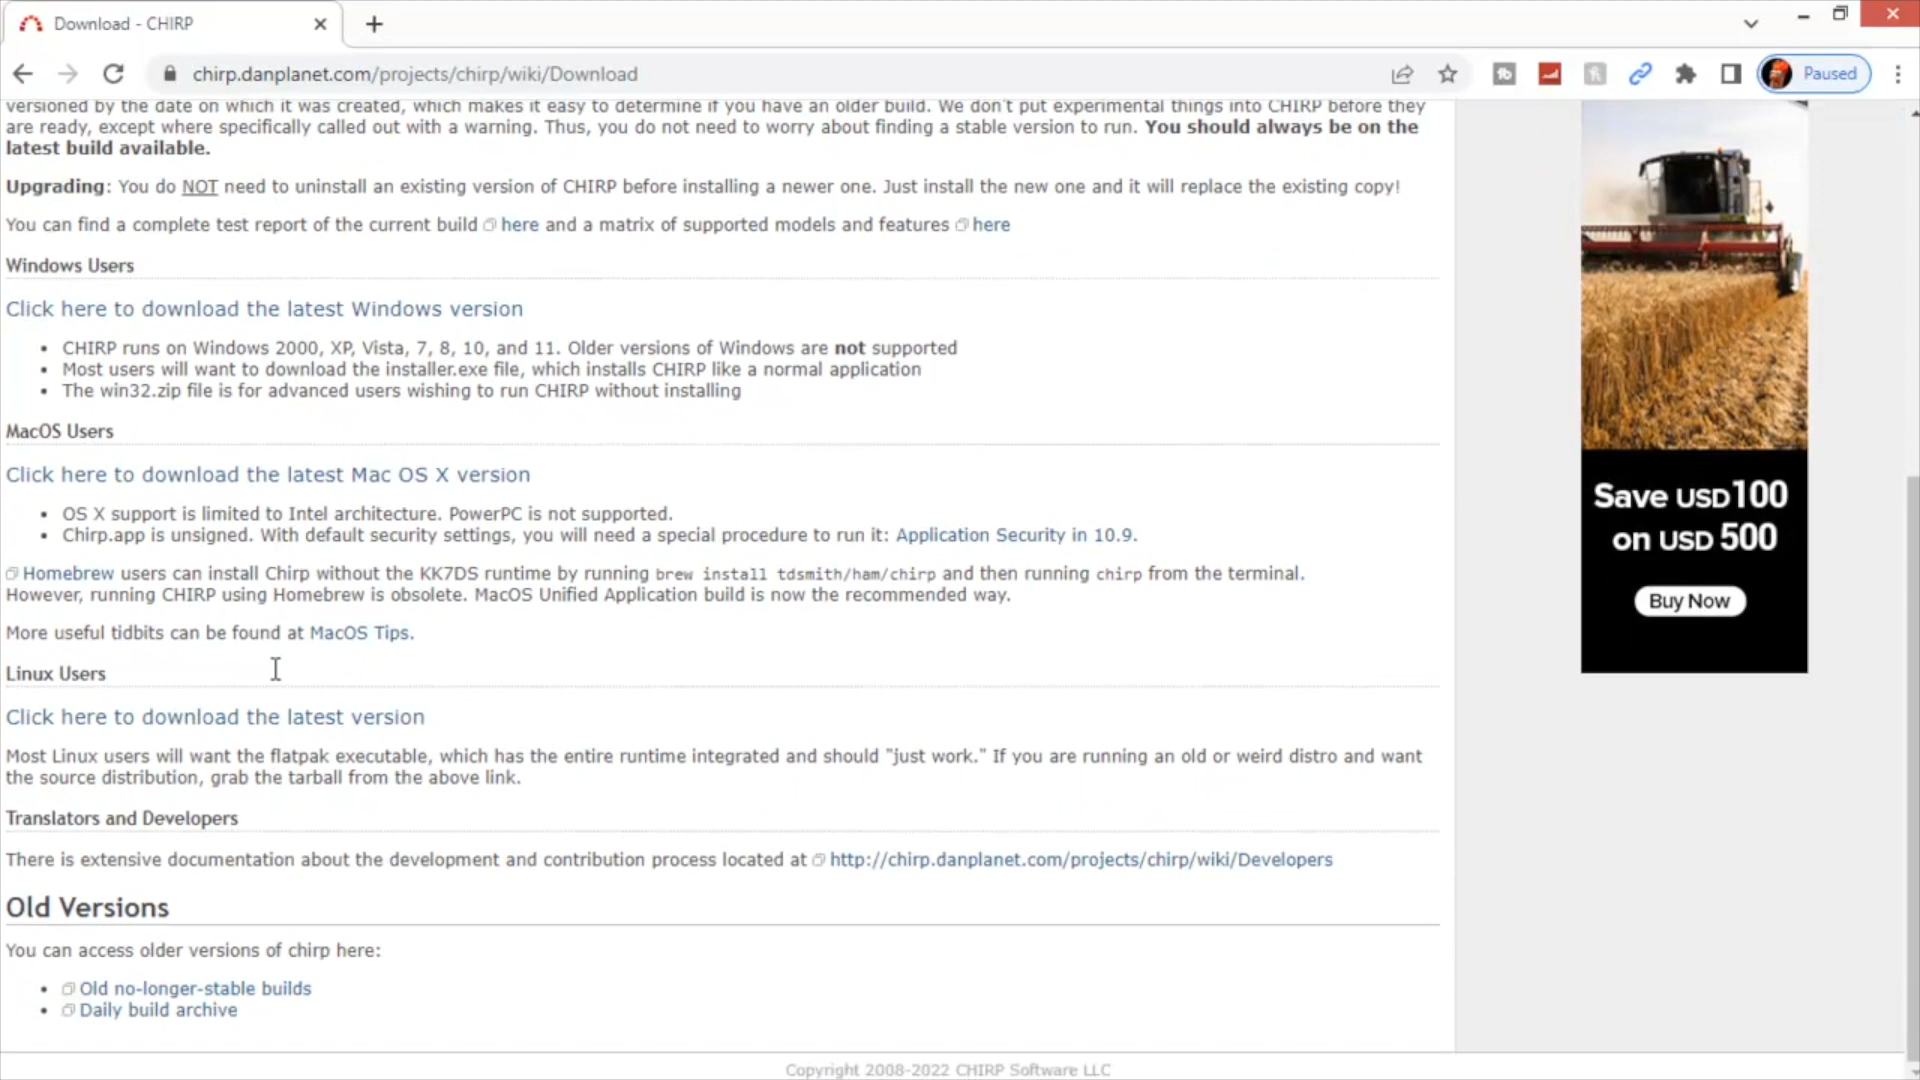 Download - CHIRP
chirp.danplanet.com/projects/chirp/wiki/Download
Paused
versioned by the date on which it was created, which makes it easy to determine if you have an older build. We don't put experimental things into CHIRP before they
are ready, except where specifically called out with a warning. Thus, you do not need to worry about finding a stable version to run. You should always be on the
latest build available.
Upgrading: You do NOT need to uninstall an existing version of CHIRP before installing a newer one. Just install the new one and it will replace the existing copy!
You can find a complete test report of the current build here and a matrix of supported models and features here
Windows Users
Click here to download the latest Windows version
• CHIRP runs on Windows 2000, XP, Vista, 7, 8, 10, and 11. Older versions of Windows are not supported
• Most users will want to download the installer.exe file, which installs CHIRP like a normal application
• The win32.zip file is for advanced users wishing to run CHIRP without installing
MacOS Users
Click here to download the latest Mac OS X version
• OS X support is limited to Intel architecture. PowerPC is not supported.
• Chirp.app is unsigned. With default security settings, you will need a special procedure to run it: Application Security in 10.9.
Homebrew users can install Chirp without the KK7DS runtime by running brew install tdsmith/ham/chirp and then running chirp from the terminal.
However, running CHIRP using Homebrew is obsolete. MacOS Unified Application build is now the recommended way.
More useful tidbits can be found at MacOS Tips.
Linux Users
Click here to download the latest version
Most Linux users will want the flatpak executable, which has the entire runtime integrated and should "just work." If you are running an old or weird distro and want
the source distribution, grab the tarball from the above link.
Translators and Developers
There is extensive documentation about the development and contribution process located at http://chirp.danplanet.com/projects/chirp/wiki/Developers
Old Versions
You can access older versions of chirp here:
• Old no-longer-stable builds
• Daily build archive
Copyright 2008-2022 CHIRP Software LLC
Save USD100
on USD 500
Buy Now